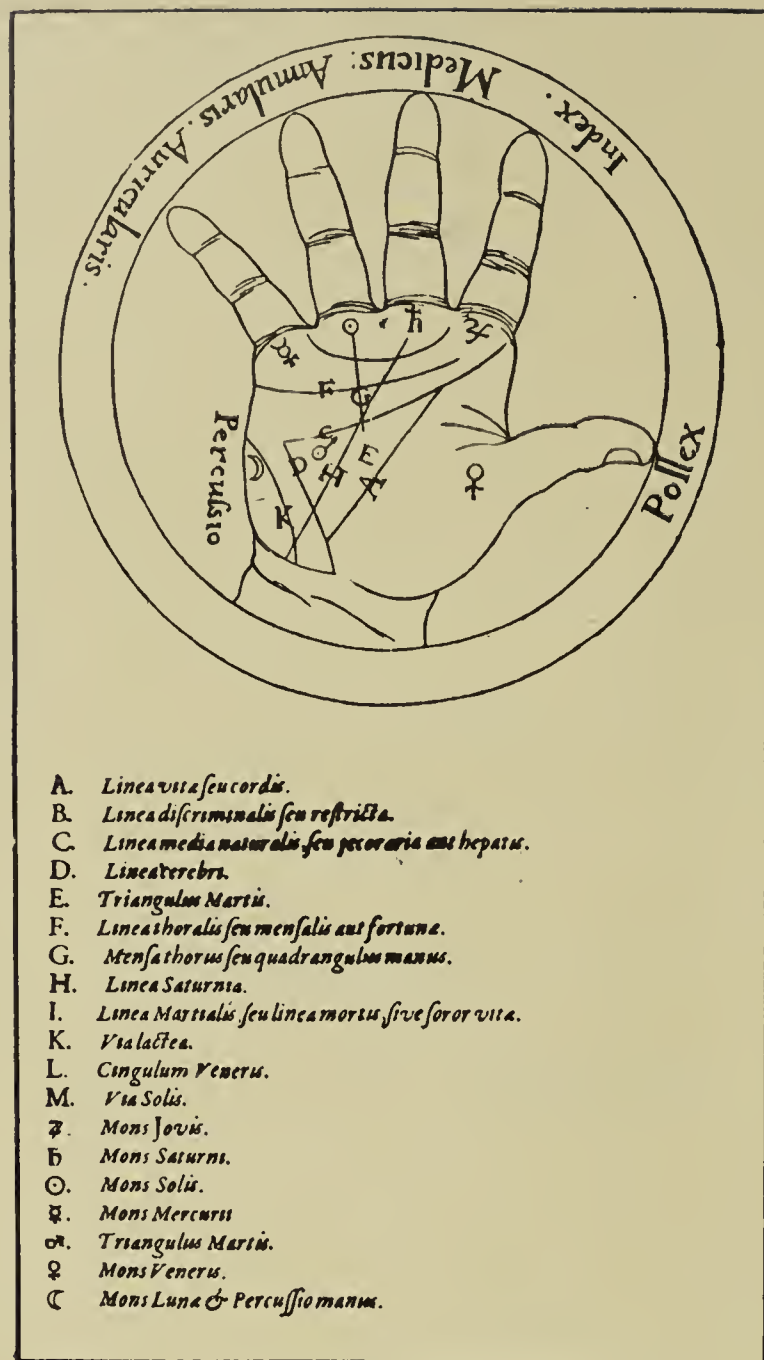 Auricularis. Annularis. Medicus: Index.
Pollex
Percuſsio
☿
☉
♄
♃
F
G
C
♂
D
H
E
A
☾
K
♀
A. Linea vita ſeu cordis.
B. Linea diſcriminalis ſeu reſtricta.
C. Linea media naturalis, ſeu pecoraria aut hepatis.
D. Linea cerebri.
E. Triangulus Martis.
F. Linea thoralis ſeu menſalis aut fortunæ.
G. Menſa thorus ſeu quadrangulus manus.
H. Linea Saturnia.
I. Linea Martialis, ſeu linea mortis, ſive ſoror vitæ.
K. Via lactea.
L. Cingulum Veneris.
M. Via Solis.
♃. Mons Jovis.
♄ Mons Saturni.
☉. Mons Solis.
☿. Mons Mercurii
♂. Triangulus Martis.
♀ Mons Veneris.
☾ Mons Lunæ & Percuſſio manus.